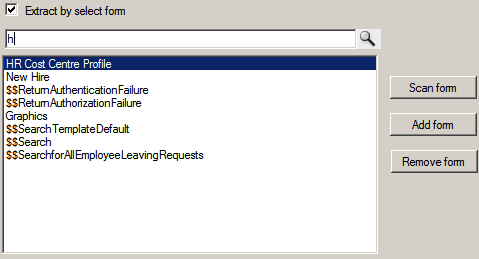 Extract by select form
h
HR Cost Centre Profile
New Hire
$$ReturnAuthenticationFailure
$$ReturnAuthorizationFailure
Graphics
$$SearchTemplateDefault
$$Search
$$SearchforAllEmployeeLeavingRequests
Scan form
Add form
Remove form